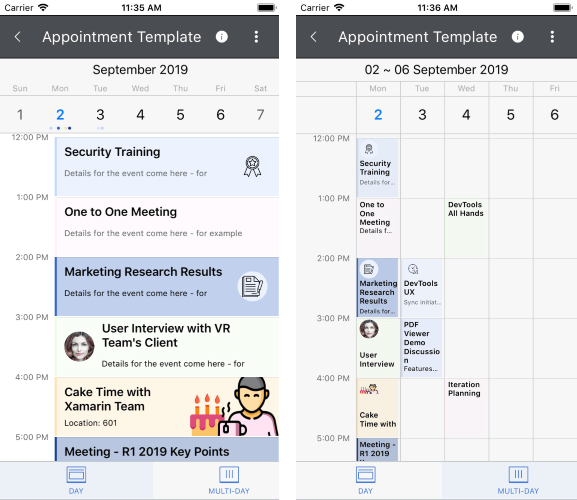 Carrier 11:35 AM
Appointment Template
September 2019
Sun Mon Tue Wed Thu Fri Sat
1 2 3 4 5 6 7
12:00 PM
Security Training
Details for the event come here - for
1:00 PM
One to One Meeting
Details for the event come here - for example
2:00 PM
Marketing Research Results
Details for the event come here - for
3:00 PM
User Interview with VR
Team's Client
Details for the event come here - for
4:00 PM
Cake Time with
Xamarin Team
Location: 601
5:00 PM
Meeting - R1 2019 Key Points
DAY MULTI-DAY
Carrier 11:36 AM
Appointment Template
02 ~ 06 September 2019
Mon Tue Wed Thu Fri
2 3 4 5 6
12:00 PM
Security
Training
Details for...
1:00 PM
One to
One
Meeting
Details f...
DevTools
All Hands
2:00 PM
Marketing
Research
Results
Details for...
DevTools
UX
Sync initiat...
3:00 PM
User
Interview
PDF
Viewer
Demo
Discussio
n
Features...
4:00 PM
Cake
Time with
Iteration
Planning
5:00 PM
Meeting -
R1 2019
DAY MULTI-DAY